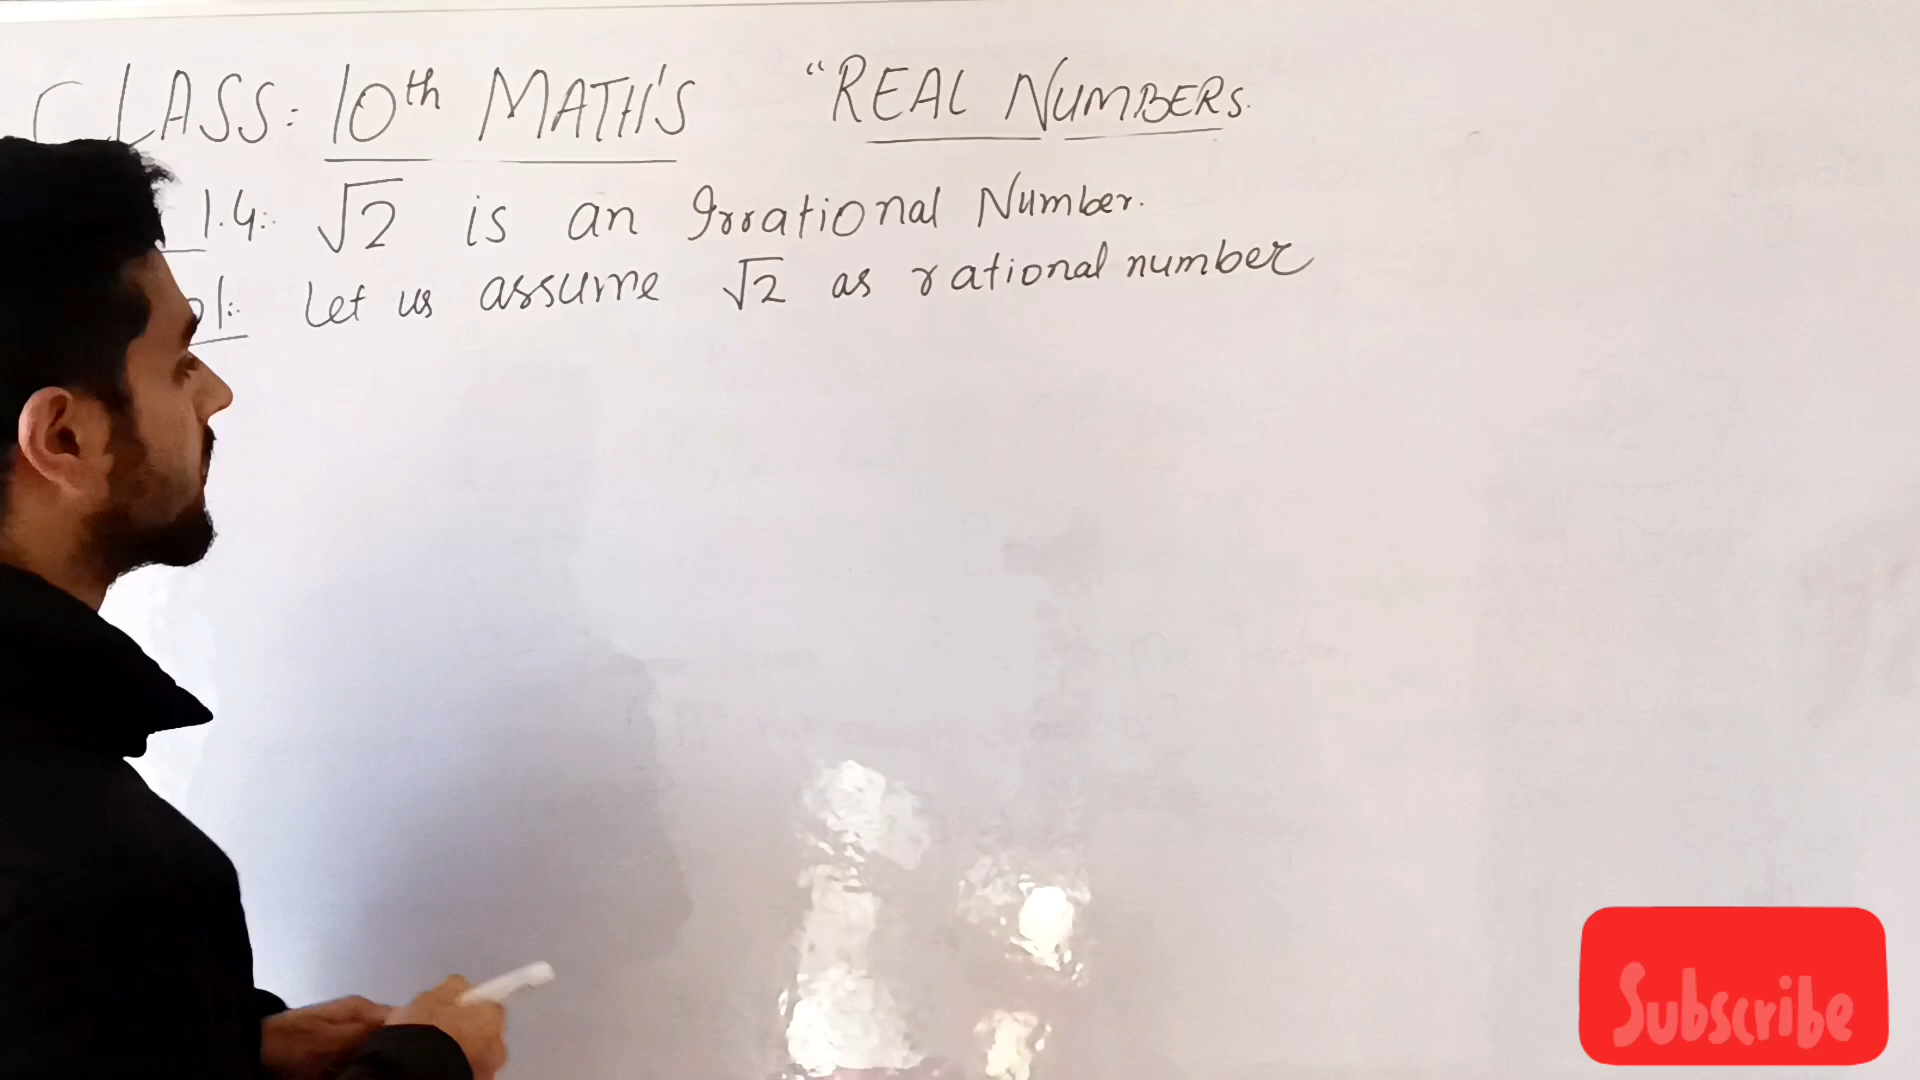 CLASS: 10th MATH'S "REAL NUMBERS.
1.4:. √2 is an Irrational Number.
ol:. Let us assume √2 as rational number
Subscribe